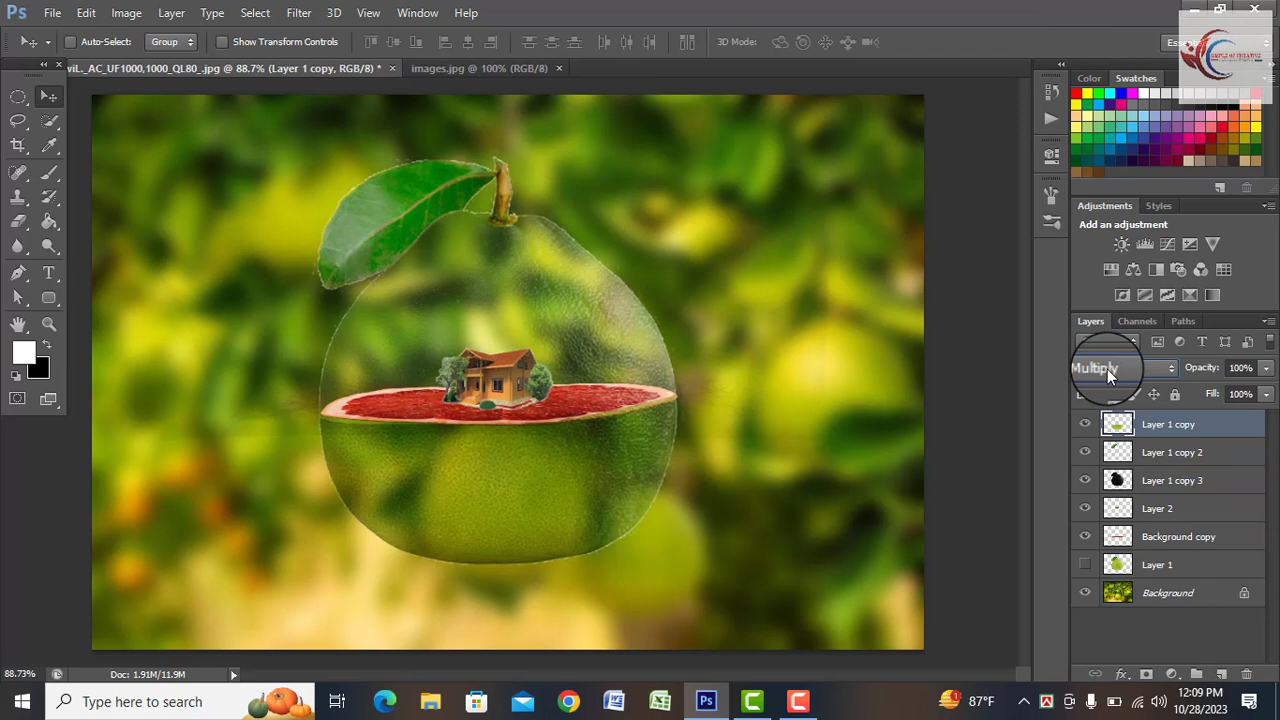 Ps File Edit Image Layer Type Select Filter 3D View Window Help
Auto-Select: Group Show Transform Controls 3D Mode:
viL._AC_UF1000,1000_QL80_.jpg @ 88.7% (Layer 1 copy, RGB/8) * × images.jpg @ 100% (RGB/8) ×
Color Swatches
Adjustments Styles
Add an adjustment
Layers Channels Paths
Multiply Opacity: 100%
Fill: 100%
Layer 1 copy
Layer 1 copy 2
Layer 1 copy 3
Layer 2
Background copy
Layer 1
Background
88.73% Doc: 1.91M/11.9M
Type here to search
87°F
12:09 PM
10/28/2023